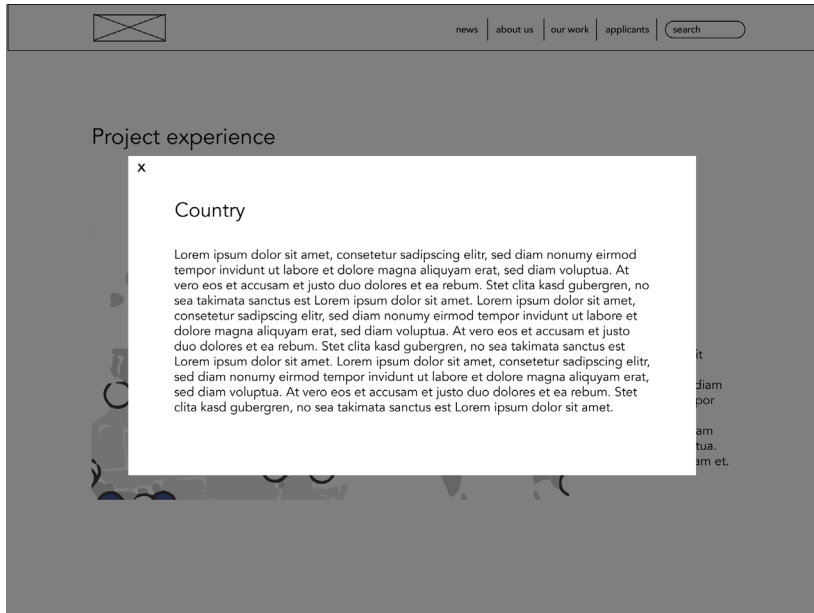 news
about us
our work
applicants
search
Project experience
x
Country
Lorem ipsum dolor sit amet, consetetur sadipscing elitr, sed diam nonumy eirmod
tempor invidunt ut labore et dolore magna aliquyam erat, sed diam voluptua. At
vero eos et accusam et justo duo dolores et ea rebum. Stet clita kasd gubergren, no
sea takimata sanctus est Lorem ipsum dolor sit amet. Lorem ipsum dolor sit amet,
consetetur sadipscing elitr, sed diam nonumy eirmod tempor invidunt ut labore et
dolore magna aliquyam erat, sed diam voluptua. At vero eos et accusam et justo
duo dolores et ea rebum. Stet clita kasd gubergren, no sea takimata sanctus est
Lorem ipsum dolor sit amet. Lorem ipsum dolor sit amet, consetetur sadipscing elitr,
sed diam nonumy eirmod tempor invidunt ut labore et dolore magna aliquyam erat,
sed diam voluptua. At vero eos et accusam et justo duo dolores et ea rebum. Stet
clita kasd gubergren, no sea takimata sanctus est Lorem ipsum dolor sit amet.
it
diam
por
am
tua.
am et.